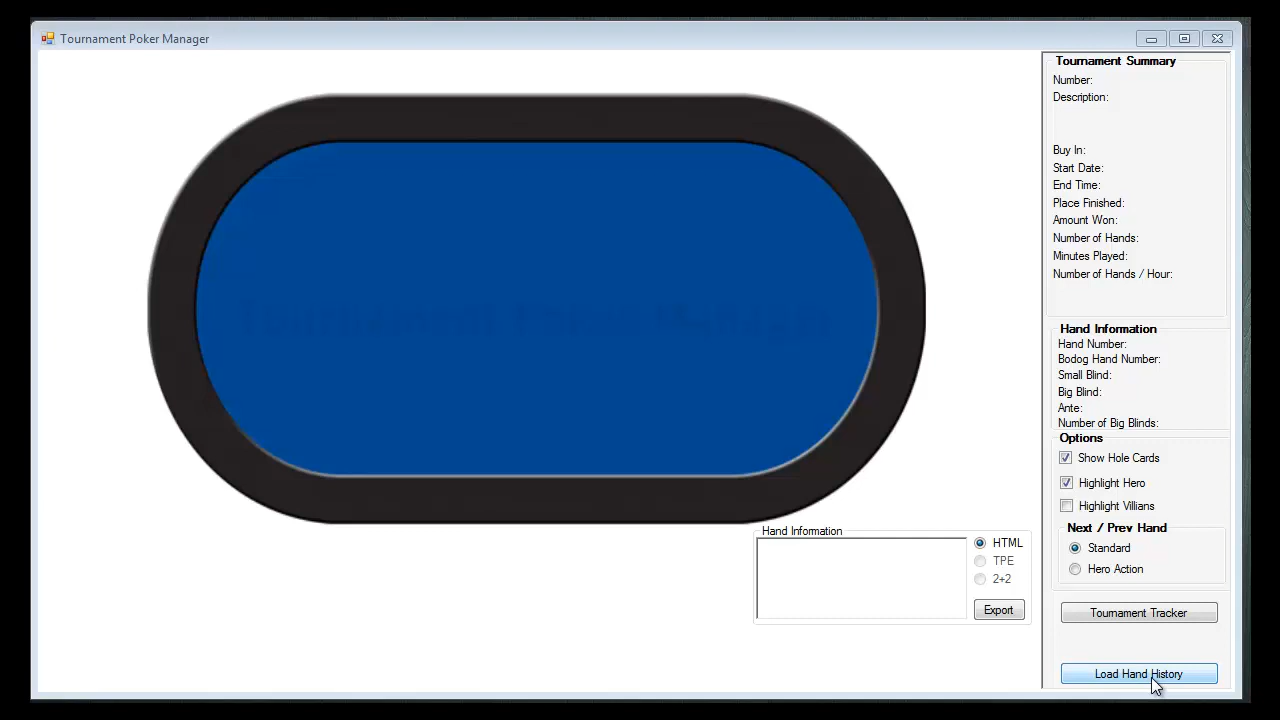 Tournament Poker Manager
Tournament Summary
Number:
Description:
Buy In:
Start Date:
End Time:
Place Finished:
Amount Won:
Number of Hands:
Minutes Played:
Number of Hands / Hour:
Tournament Poker Manager
Hand Information
Hand Number:
Bodog Hand Number:
Small Blind:
Big Blind:
Ante:
Number of Big Blinds:
Options
Show Hole Cards
Highlight Hero
Highlight Villians
Next / Prev Hand
Standard
Hero Action
Hand Information
HTML
TPE
2+2
Export
Tournament Tracker
Load Hand History